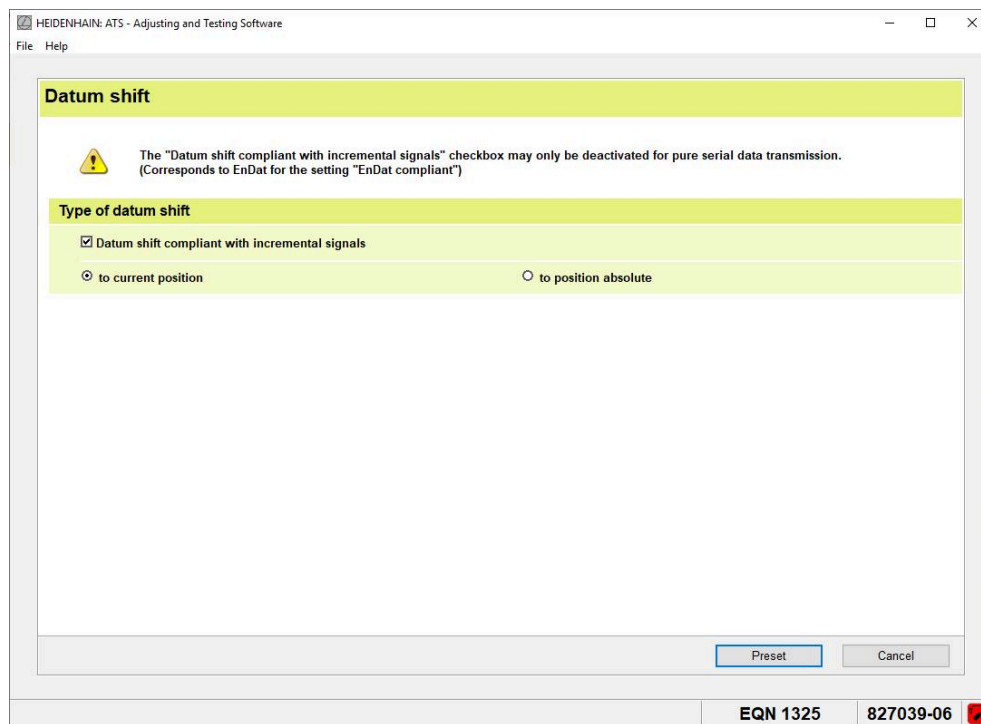 HEIDENHAIN: ATS - Adjusting and Testing Software
File Help
Datum shift
The "Datum shift compliant with incremental signals" checkbox may only be deactivated for pure serial data transmission.
(Corresponds to EnDat for the setting "EnDat compliant")
Type of datum shift
Datum shift compliant with incremental signals
to current position to position absolute
Preset Cancel
EQN 1325 827039-06